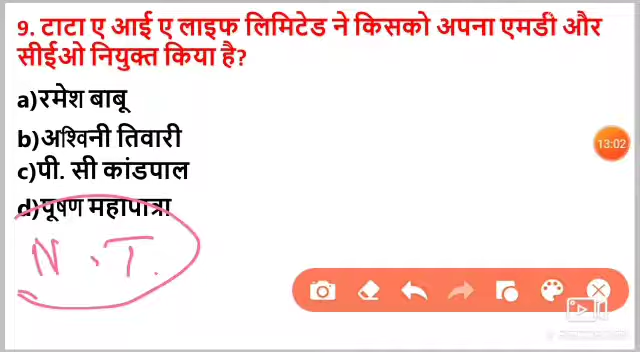 9. टाटा ए आई ए लाइफ लिमिटेड ने किसको अपना एमडी और
सीईओ नियुक्त किया है?
a)रमेश बाबू
b)अश्विनी तिवारी
13:02
c)पी. सी कांडपाल
d)पूषण महापात्रा
N.T.